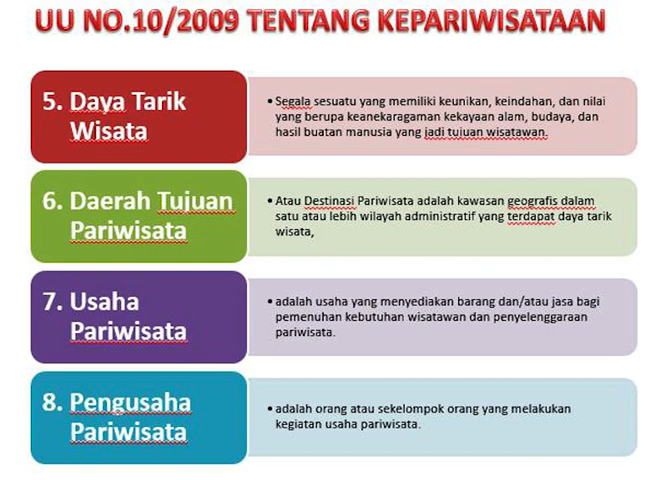 UU NO.10/2009 TENTANG KEPARIWISATAAN
5. Daya Tarik
Wisata
• Segala sesuatu yang memiliki keunikan, keindahan, dan nilai
yang berupa keanekaragaman kekayaan alam, budaya, dan
hasil buatan manusia yang jadi tujuan wisatawan.
6. Daerah Tujuan
Pariwisata
• Atau Destinasi Pariwisata adalah kawasan geografis dalam
satu atau lebih wilayah administratif yang terdapat daya tarik
wisata,
7. Usaha
Pariwisata
• adalah usaha yang menyediakan barang dan/atau jasa bagi
pemenuhan kebutuhan wisatawan dan penyelenggaraan
pariwisata.
8. Pengusaha
Pariwisata
• adalah orang atau sekelompok orang yang melakukan
kegiatan usaha pariwisata.